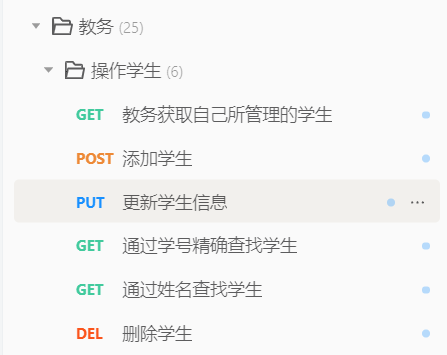 教务 (25)
操作学生 (6)
GET 教务获取自己所管理的学生
POST 添加学生
PUT 更新学生信息
GET 通过学号精确查找学生
GET 通过姓名查找学生
DEL 删除学生